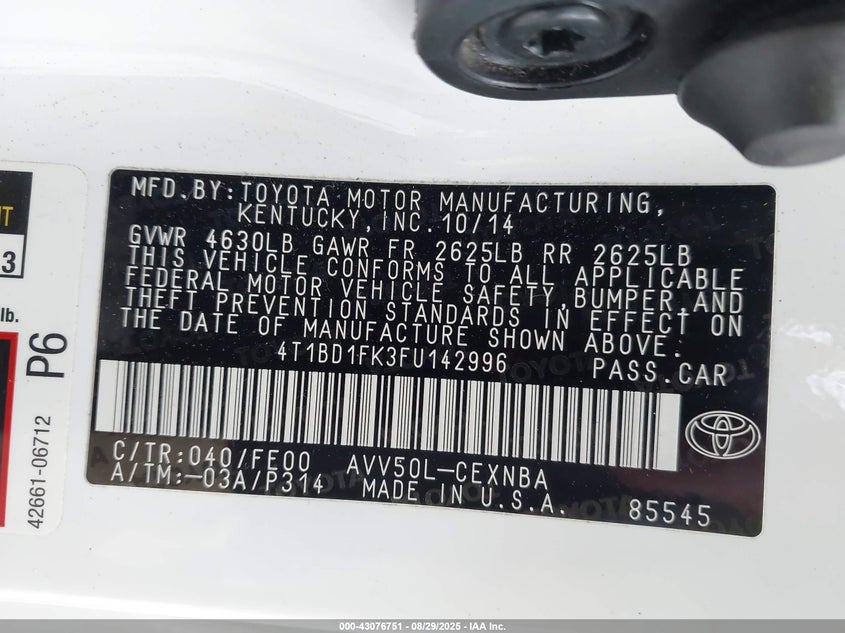 MFD.BY:TOYOTA MOTOR MANUFACTURING,
KENTUCKY,INC.10/14
GVWR 4630LB GAWR FR 2625LB RR 2625LB
THIS VEHICLE CONFORMS TO ALL APPLICABLE
FEDERAL MOTOR VEHICLE SAFETY,BUMPER,AND
THEFT PREVENTION STANDARDS IN EFFECT ON
THE DATE OF MANUFACTURE SHOWN ABOVE.
4T1BD1FK3FU142996 PASS.CAR
C/TR:040/FE00 AVV50L-CEXNBA
A/TM:-03A/P314 MADE IN U.S.A. 85545
3
lb.
P6
42661-06712
000-43076751 - 08/29/2025 - IAA Inc.